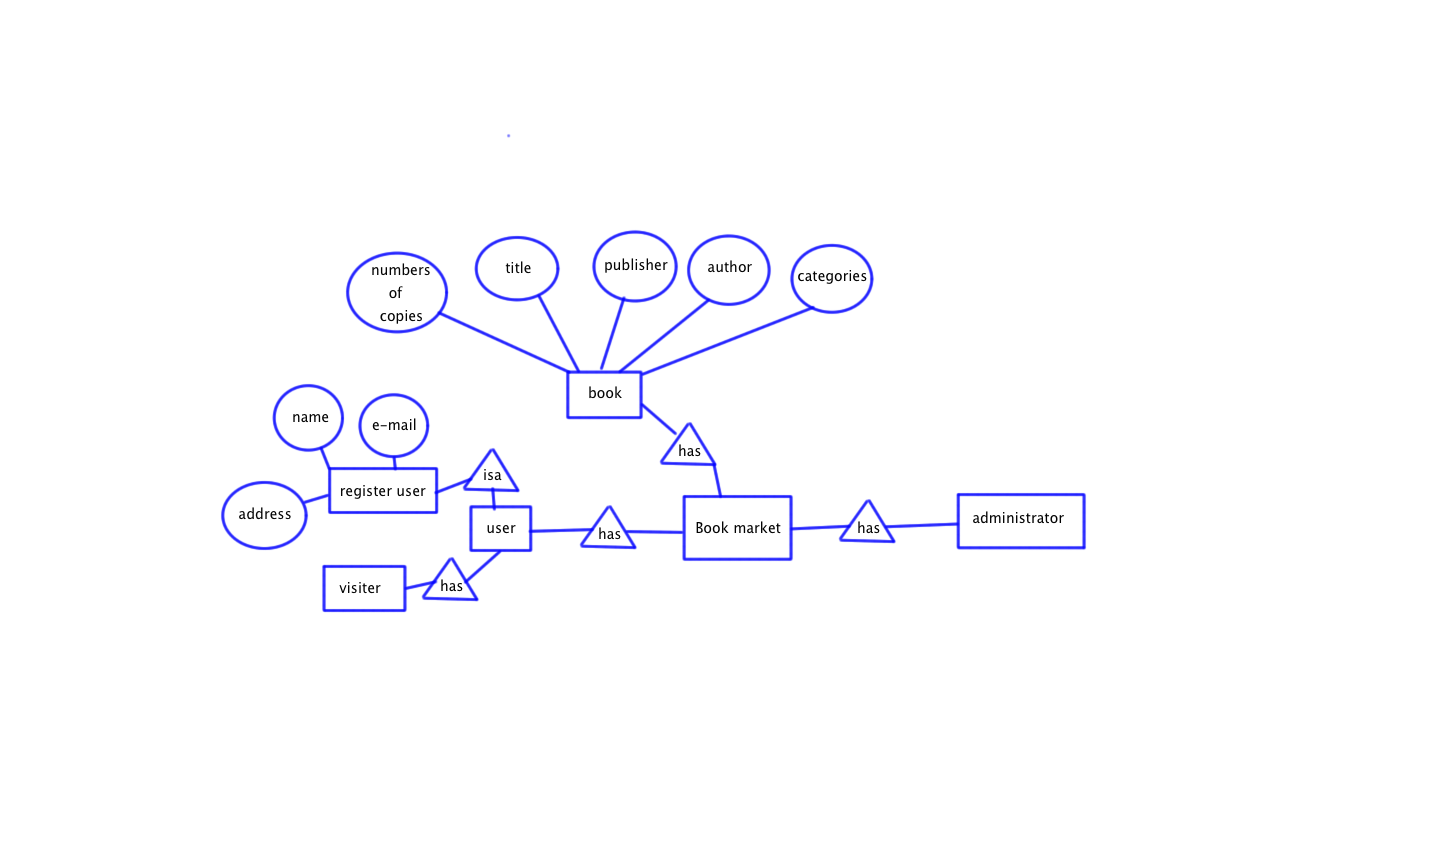 numbers
of
copies
title
publisher
author
categories
book
name
e-mail
has
isa
register user
address
user
has
Book market
has
administrator
visiter
has